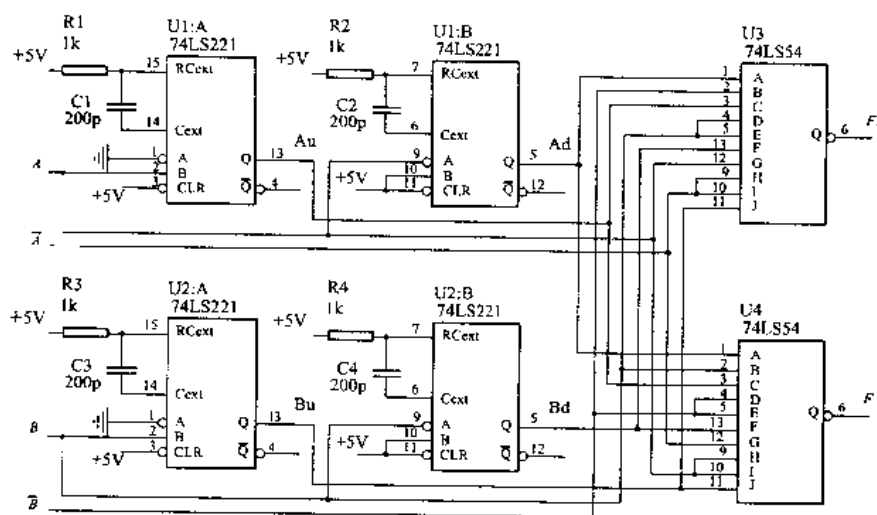 R1
+5V
1k
15
C1
200p
14
U1:A
74LS221
RCext
Cext
A
B
CLR
Q
Q̅
13
4
1
2
3
+5V
Au
R2
+5V
1k
7
C2
200p
6
U1:B
74LS221
RCext
Cext
A
B
CLR
Q
Q̅
5
12
9
10
11
+5V
Ad
U3
74LS54
1
2
3
4
5
13
12
9
10
11
A
B
C
D
E
F
G
H
I
J
Q
6
F
A
A̅
R3
+5V
1k
15
C3
200p
14
U2:A
74LS221
RCext
Cext
A
B
CLR
Q
Q̅
13
4
1
2
3
+5V
Bu
R4
+5V
1k
7
C4
200p
6
U2:B
74LS221
RCext
Cext
A
B
CLR
Q
Q̅
5
12
9
10
11
+5V
Bd
U4
74LS54
1
2
3
4
5
13
12
9
10
11
A
B
C
D
E
F
G
H
I
J
Q
6
F
B
B̅